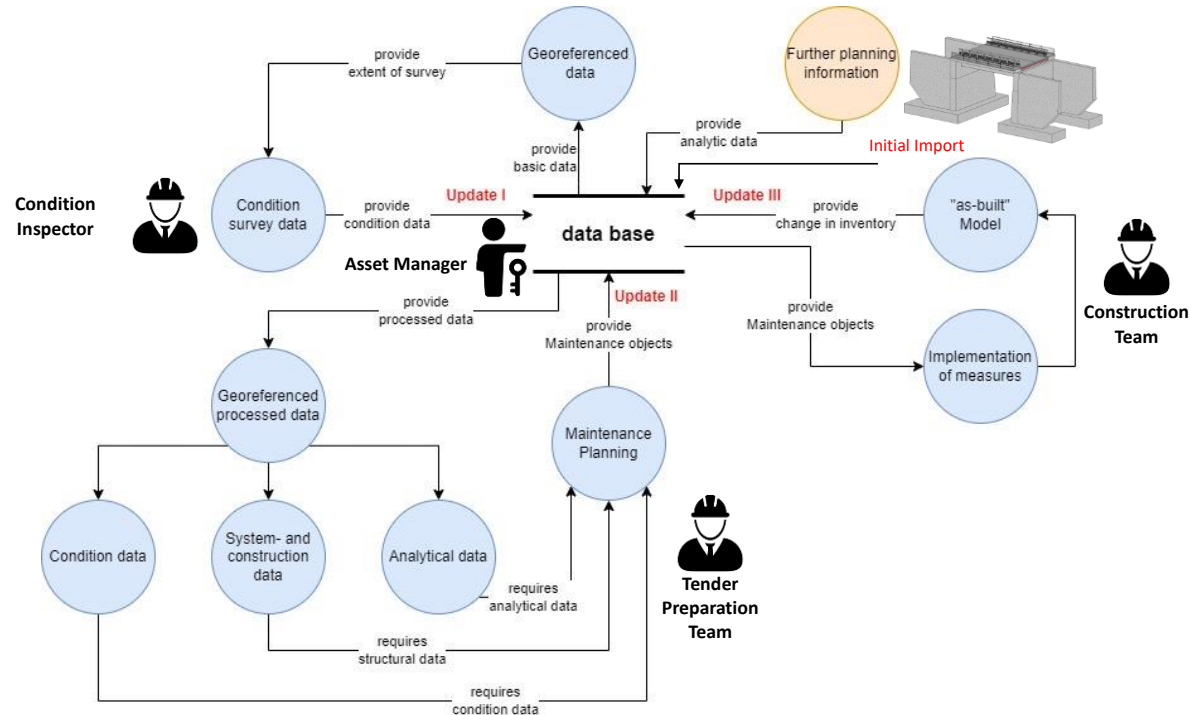 provide
extent of survey
Georeferenced
data
Further planning
information
provide
analytic data
Initial Import
provide
basic data
Condition
Inspector
Condition
survey data
Update I
provide
condition data
Update III
provide
change in inventory
"as-built"
Model
data base
Asset Manager
Update II
provide
processed data
provide
Maintenance objects
provide
Maintenance objects
Construction
Team
Implementation
of measures
Georeferenced
processed data
Maintenance
Planning
Condition data
System- and
construction
data
Analytical data
requires
analytical data
Tender
Preparation
Team
requires
structural data
requires
condition data